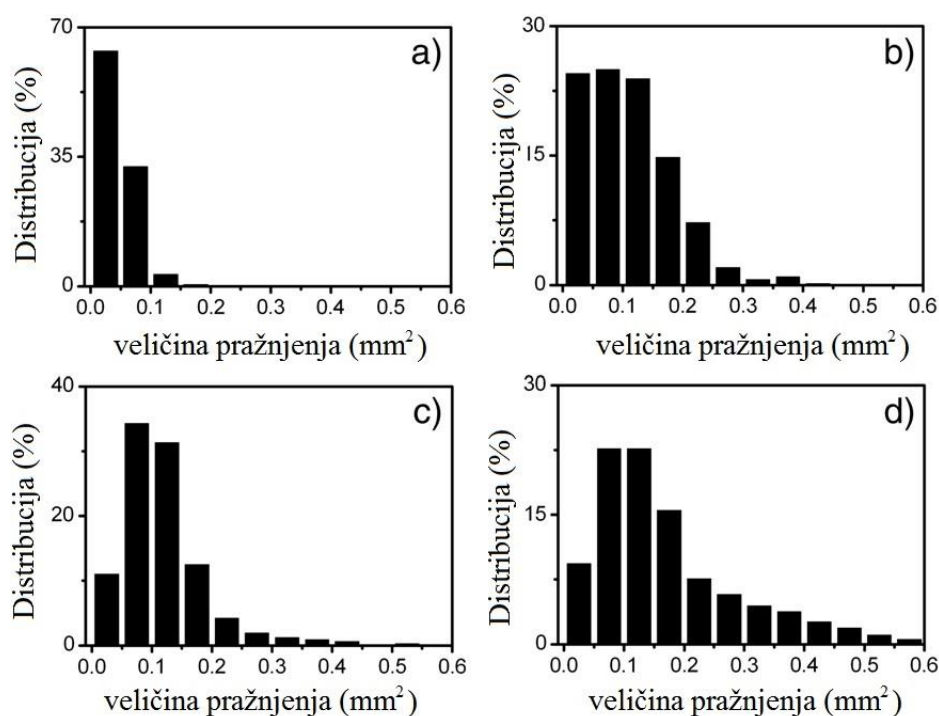 a)
70
35
0
Distribucija (%)
0.0 0.1 0.2 0.3 0.4 0.5 0.6
veličina pražnjenja (mm²)
b)
30
15
0
Distribucija (%)
0.0 0.1 0.2 0.3 0.4 0.5 0.6
veličina pražnjenja (mm²)
c)
40
20
0
Distribucija (%)
0.0 0.1 0.2 0.3 0.4 0.5 0.6
veličina pražnjenja (mm²)
d)
30
15
0
Distribucija (%)
0.0 0.1 0.2 0.3 0.4 0.5 0.6
veličina pražnjenja (mm²)